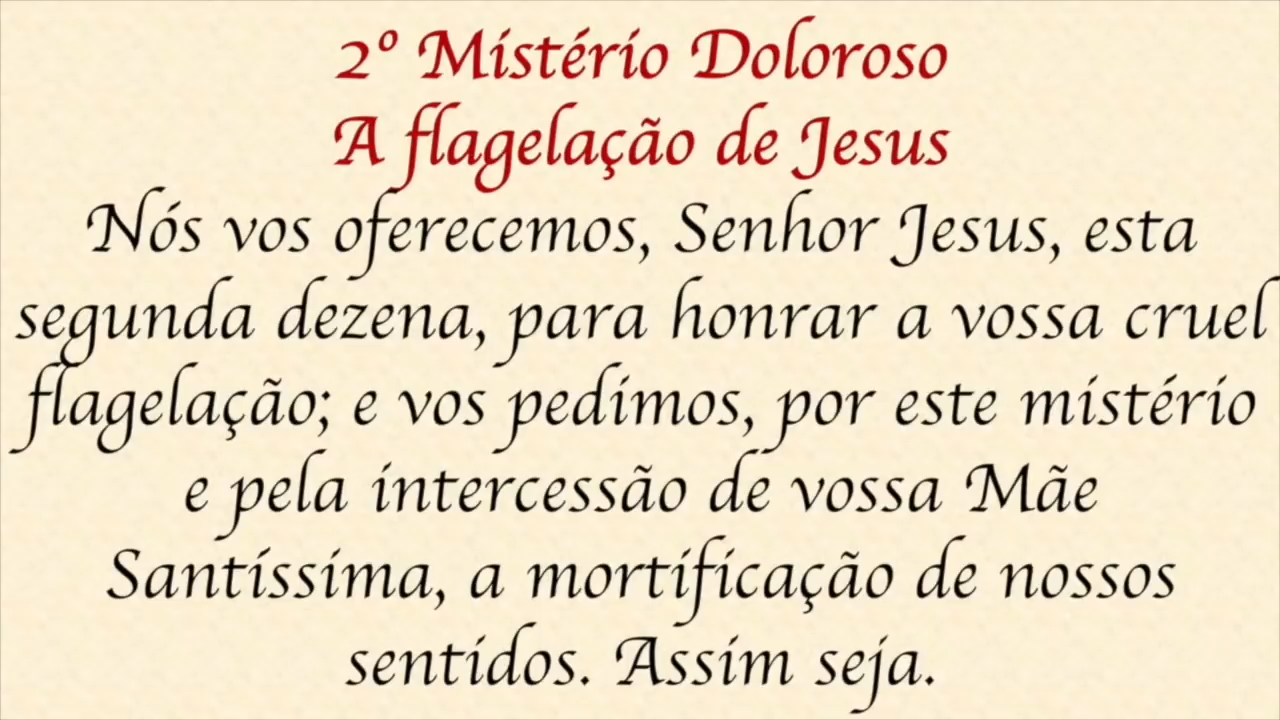 2º Mistério Doloroso
A flagelação de Jesus
Nós vos oferecemos, Senhor Jesus, esta
segunda dezena, para honrar a vossa cruel
flagelação; e vos pedimos, por este mistério
e pela intercessão de vossa Mãe
Santíssima, a mortificação de nossos
sentidos. Assim seja.